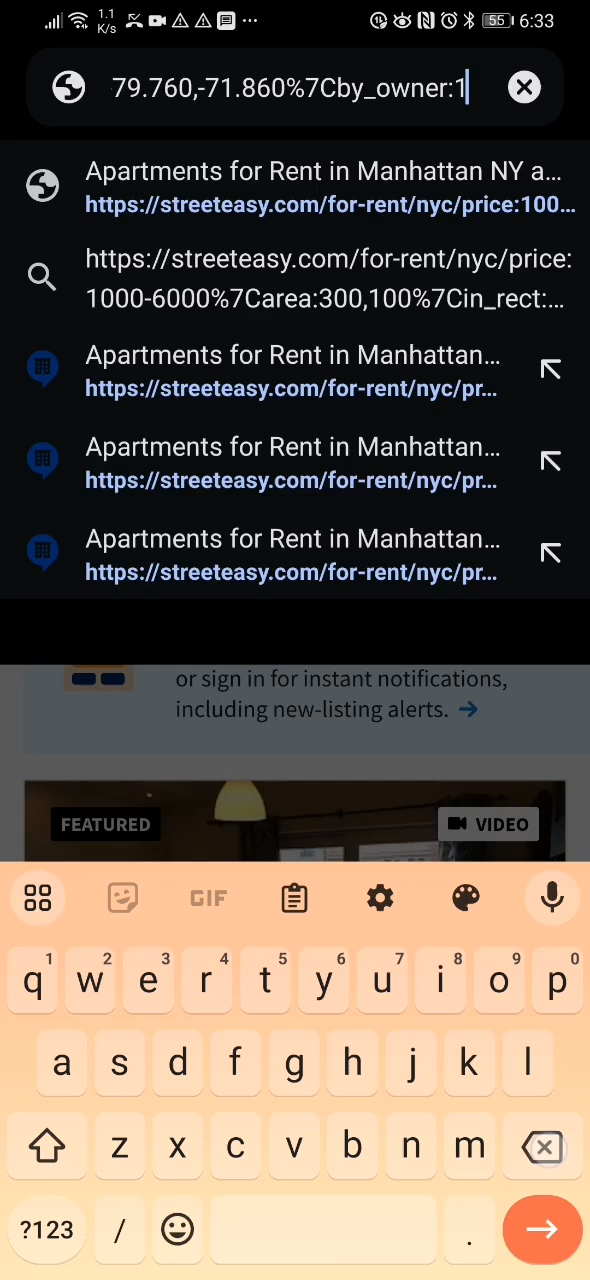 1.1
K/s
55
6:33
79.760,-71.860%7Cby_owner:1
Apartments for Rent in Manhattan NY a...
https://streeteasy.com/for-rent/nyc/price:100...
https://streeteasy.com/for-rent/nyc/price:
1000-6000%7Carea:300,100%7Cin_rect:...
Apartments for Rent in Manhattan...
https://streeteasy.com/for-rent/nyc/pr...
Apartments for Rent in Manhattan...
https://streeteasy.com/for-rent/nyc/pr...
Apartments for Rent in Manhattan...
https://streeteasy.com/for-rent/nyc/pr...
or sign in for instant notifications,
including new-listing alerts. →
FEATURED
VIDEO
GIF
1 2 3 4 5 6 7 8 9 0
q w e r t y u i o p
a s d f g h j k l
z x c v b n m
?123 / .